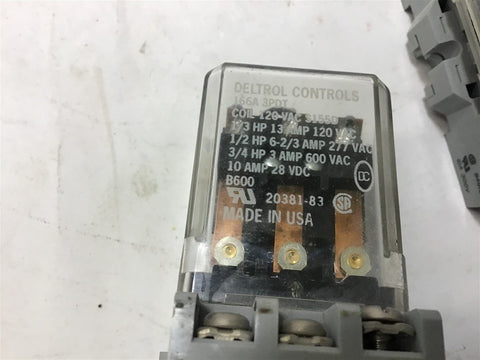 DELTROL CONTROLS
166A 3PDT
COIL 120 VAC
1/3 HP 13 AMP 120 VAC
1/2 HP 6-2/3 AMP 277 VAC
3/4 HP 3 AMP 600 VAC
10 AMP 28 VDC
B600
DC
20381-83
MADE IN USA